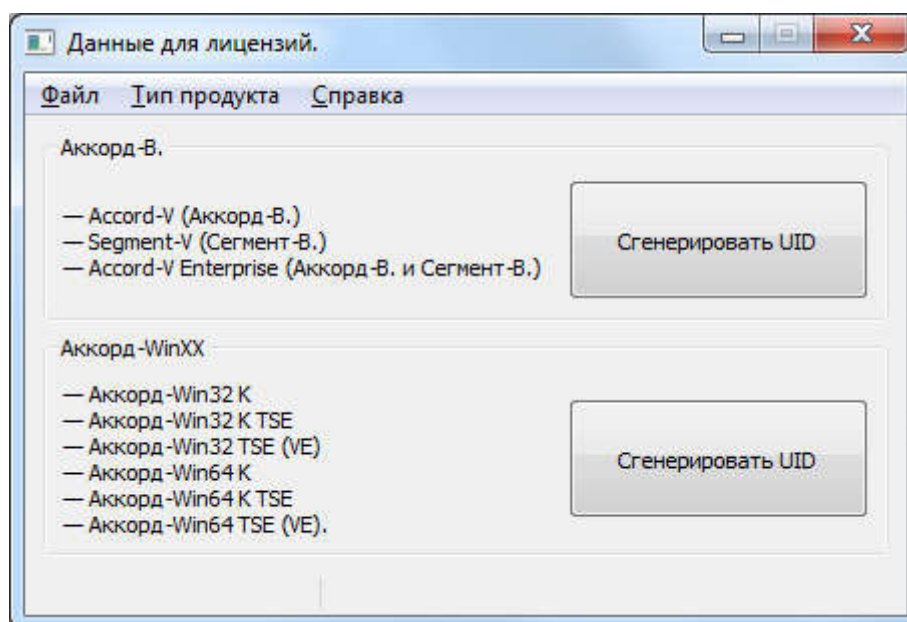 Данные для лицензий.
Файл Тип продукта Справка
Аккорд-В.
— Accord-V (Аккорд-В.)
— Segment-V (Сегмент-В.)
— Accord-V Enterprise (Аккорд-В. и Сегмент-В.)
Сгенерировать UID
Аккорд-WinXX
— Аккорд-Win32 K
— Аккорд-Win32 K TSE
— Аккорд-Win32 TSE (VE)
— Аккорд-Win64 K
— Аккорд-Win64 K TSE
— Аккорд-Win64 TSE (VE).
Сгенерировать UID